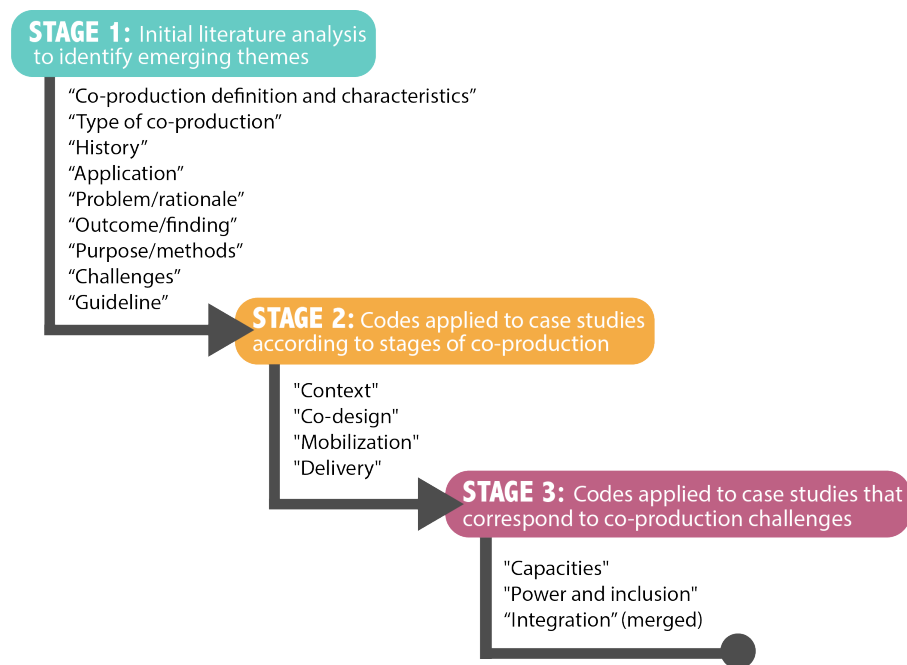 STAGE 1: Initial literature analysis
to identify emerging themes
“Co-production definition and characteristics”
“Type of co-production”
“History”
“Application”
“Problem/rationale”
“Outcome/finding”
“Purpose/methods”
“Challenges”
“Guideline”
STAGE 2: Codes applied to case studies
according to stages of co-production
"Context"
"Co-design"
"Mobilization"
"Delivery"
STAGE 3: Codes applied to case studies that
correspond to co-production challenges
"Capacities"
"Power and inclusion"
“Integration” (merged)